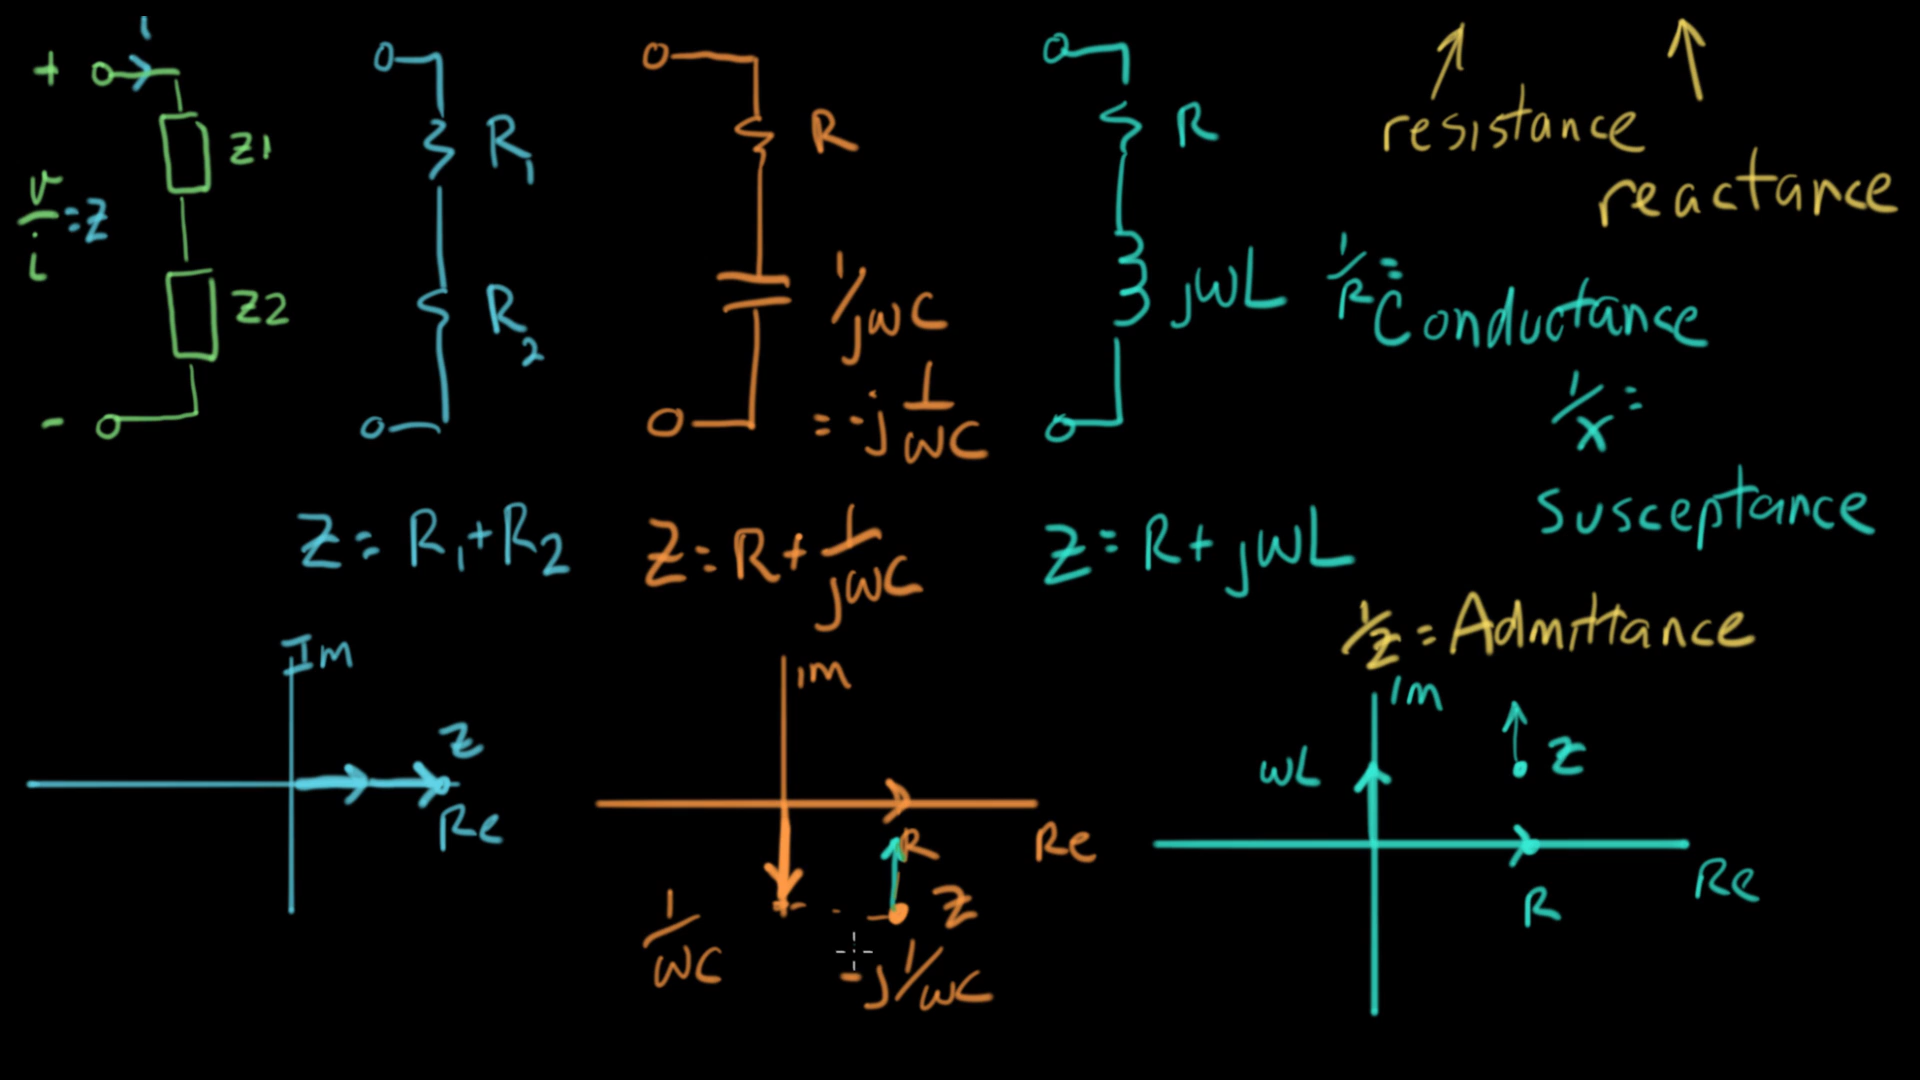 + i
v/i = Z
-
Z1
Z2
R1
R2
Z = R1 + R2
R
1/jωC
= -j 1/ωC
Z = R + 1/jωC
R
jωL
Z = R + jωL
resistance
reactance
1/R = Conductance
1/X =
Susceptance
1/Z = Admittance
Im
Z
Re
Im
R
Re
1/ωC
Z
-j 1/ωC
Im
ωL
Z
R
Re